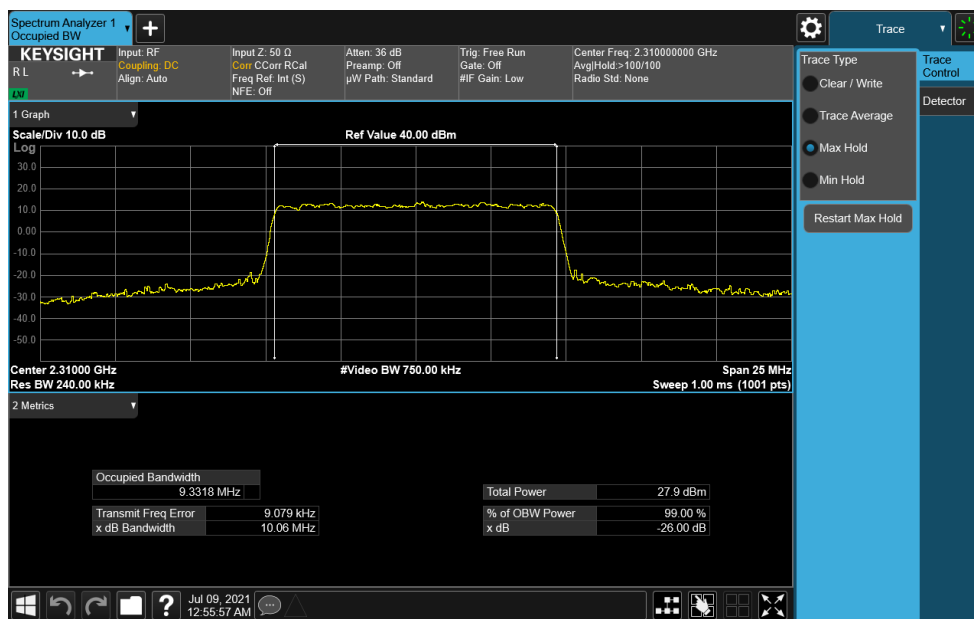 Spectrum Analyzer 1
Occupied BW
Trace
KEYSIGHT
R L
LXI
Input: RF
Coupling: DC
Align: Auto
Input Z: 50 Ω
Corr CCorr RCal
Freq Ref: Int (S)
NFE: Off
Atten: 36 dB
Preamp: Off
µW Path: Standard
Trig: Free Run
Gate: Off
#IF Gain: Low
Center Freq: 2.310000000 GHz
Avg|Hold:>100/100
Radio Std: None
1 Graph
Scale/Div 10.0 dB
Ref Value 40.00 dBm
Log
30.0
20.0
10.0
0.00
-10.0
-20.0
-30.0
-40.0
-50.0
Center 2.31000 GHz
#Video BW 750.00 kHz
Span 25 MHz
Res BW 240.00 kHz
Sweep 1.00 ms (1001 pts)
2 Metrics
Occupied Bandwidth
9.3318 MHz
Total Power 27.9 dBm
Transmit Freq Error 9.079 kHz
% of OBW Power 99.00 %
x dB Bandwidth 10.06 MHz
x dB -26.00 dB
Jul 09, 2021
12:55:57 AM
Trace Type
Clear / Write
Trace Average
Max Hold
Min Hold
Restart Max Hold
Trace
Control
Detector